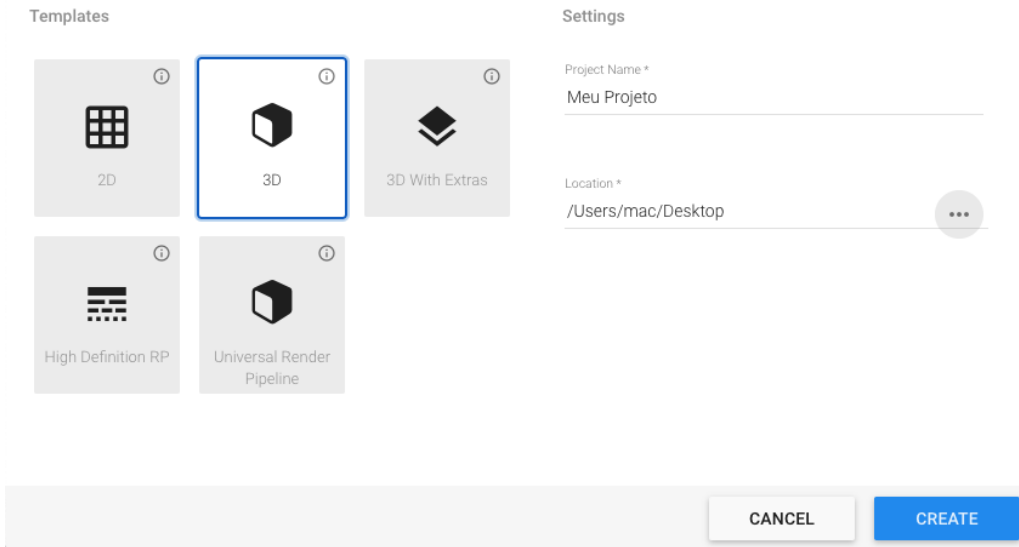 Templates
Settings
2D
3D
3D With Extras
High Definition RP
Universal Render
Pipeline
Project Name *
Meu Projeto
Location *
/Users/mac/Desktop
CANCEL
CREATE